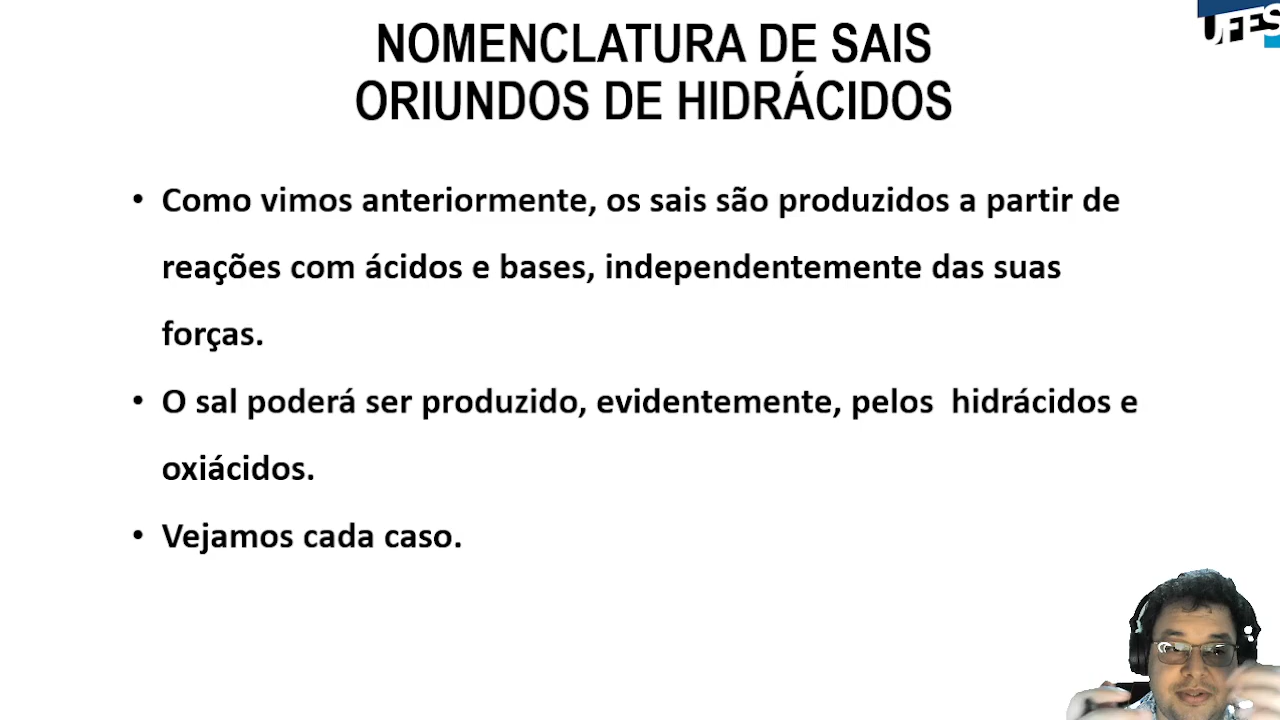 UFES
NOMENCLATURA DE SAIS
ORIUNDOS DE HIDRÁCIDOS
• Como vimos anteriormente, os sais são produzidos a partir de
reações com ácidos e bases, independentemente das suas
forças.
• O sal poderá ser produzido, evidentemente, pelos  hidrácidos e
oxiácidos.
• Vejamos cada caso.